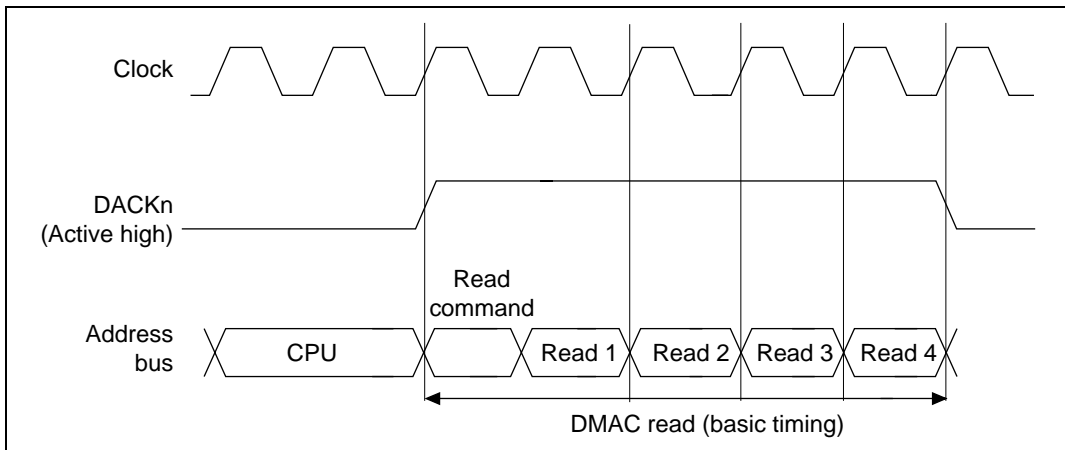 Clock
DACKn
(Active high)
Read
command
Address
bus
CPU
Read 1
Read 2
Read 3
Read 4
DMAC read (basic timing)